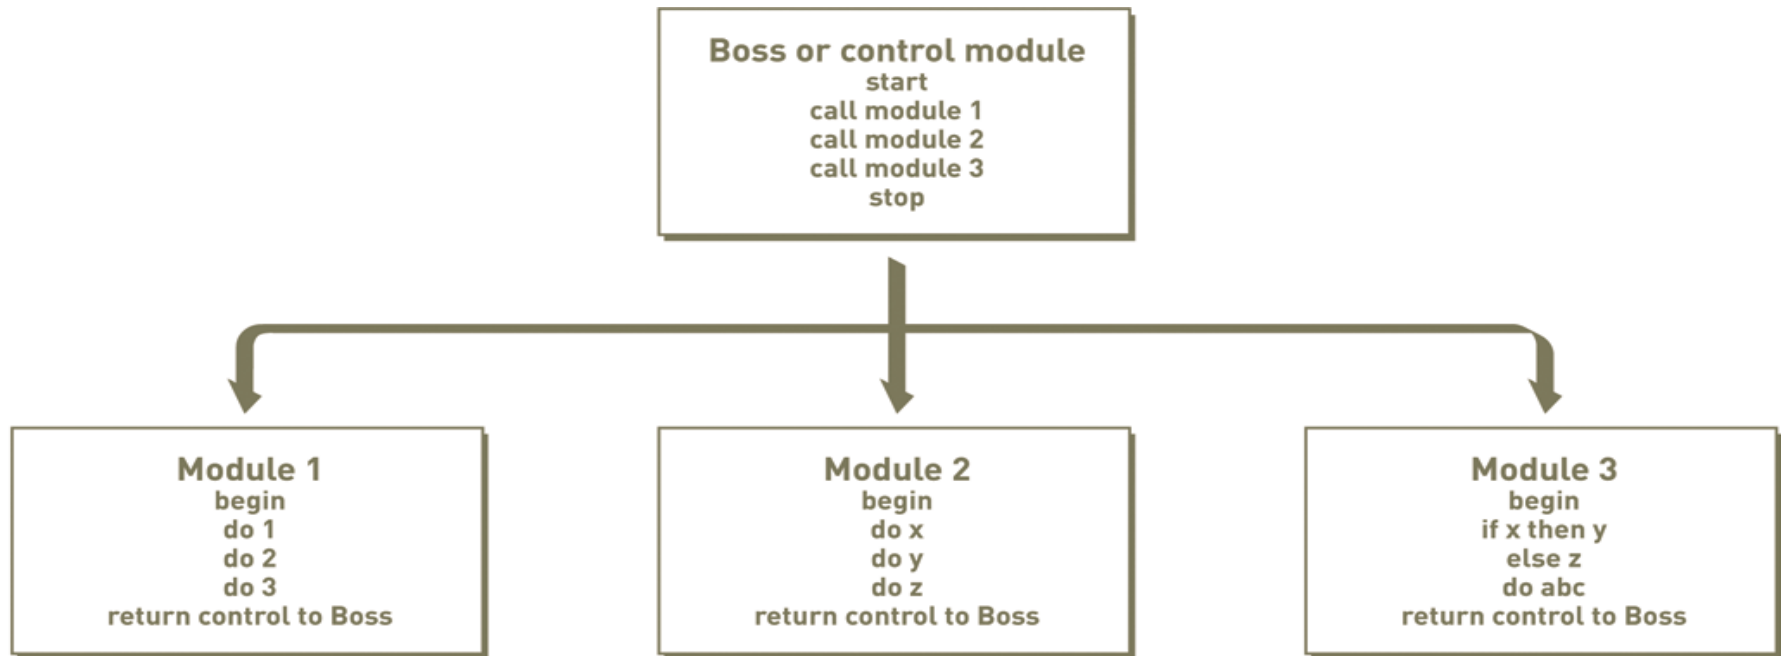 Boss or control module
start
call module 1
call module 2
call module 3
stop
Module 1
begin
do 1
do 2
do 3
return control to Boss
Module 2
begin
do x
do y
do z
return control to Boss
Module 3
begin
if x then y
else z
do abc
return control to Boss